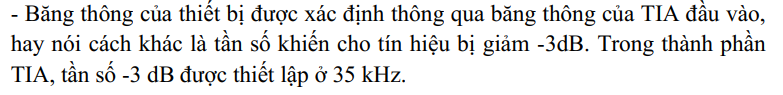 - Băng thông của thiết bị được xác định thông qua băng thông của TIA đầu vào,
hay nói cách khác là tần số khiến cho tín hiệu bị giảm -3dB. Trong thành phần
TIA, tần số -3 dB được thiết lập ở 35 kHz.